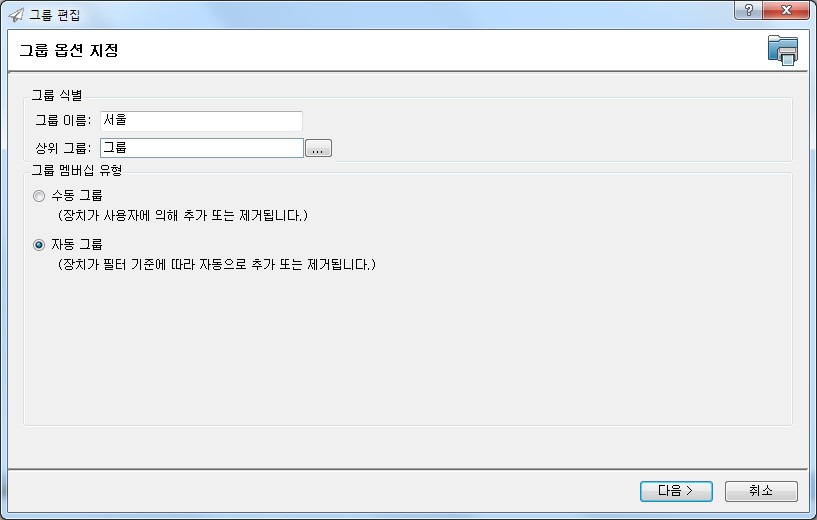 그룹 편집
?
그룹 옵션 지정
그룹 식별
그룹 이름: 서울
상위 그룹: 그룹 ...
그룹 멤버십 유형
수동 그룹
(장치가 사용자에 의해 추가 또는 제거됩니다.)
자동 그룹
(장치가 필터 기준에 따라 자동으로 추가 또는 제거됩니다.)
다음 > 취소